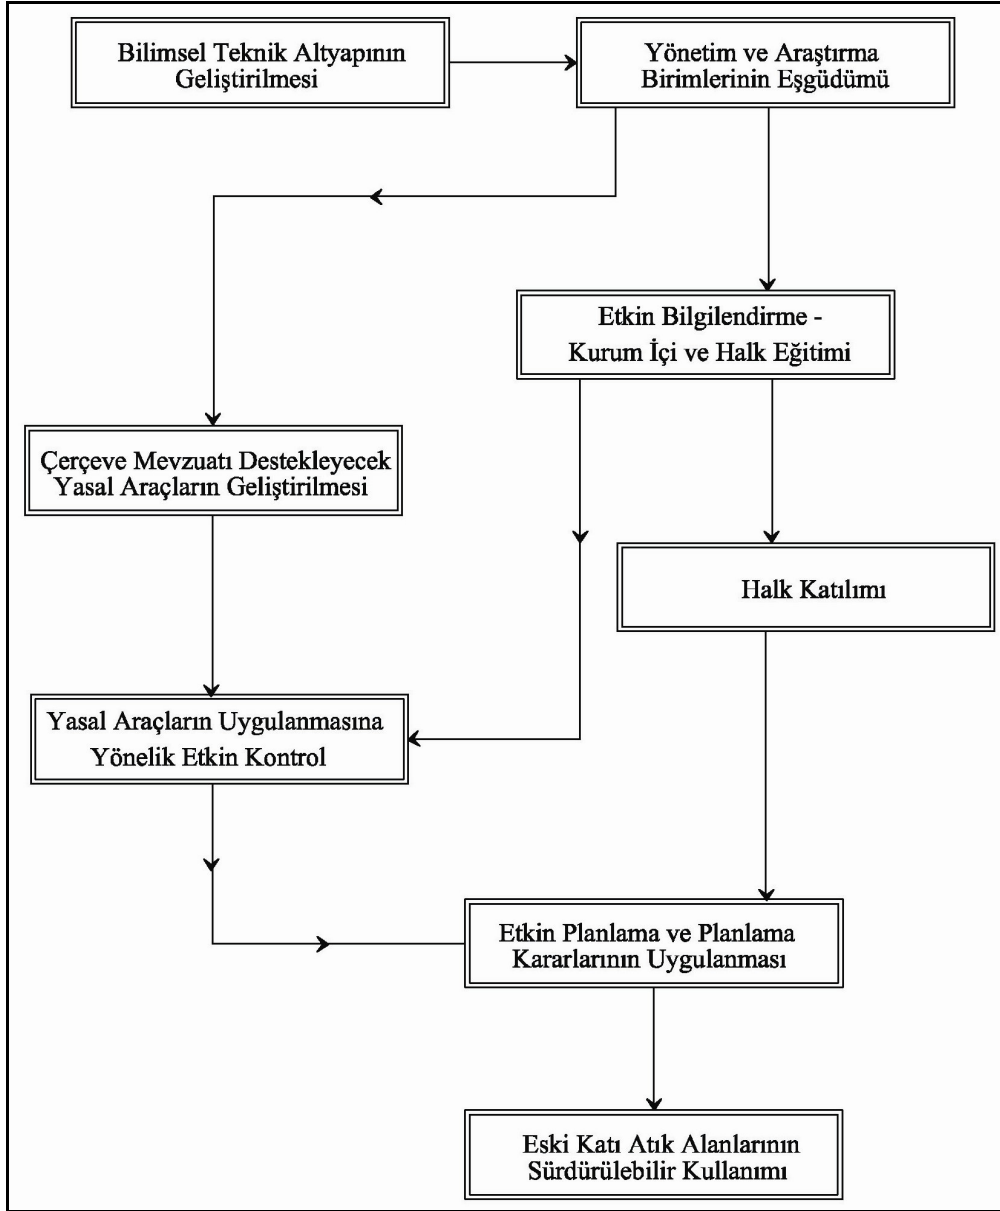 Bilimsel Teknik Altyapının
Geliştirilmesi
Yönetim ve Araştırma
Birimlerinin Eşgüdümü
Etkin Bilgilendirme -
Kurum İçi ve Halk Eğitimi
Çerçeve Mevzuatı Destekleyecek
Yasal Araçların Geliştirilmesi
Halk Katılımı
Yasal Araçların Uygulanmasına
Yönelik Etkin Kontrol
Etkin Planlama ve Planlama
Kararlarının Uygulanması
Eski Katı Atık Alanlarının
Sürdürülebilir Kullanımı